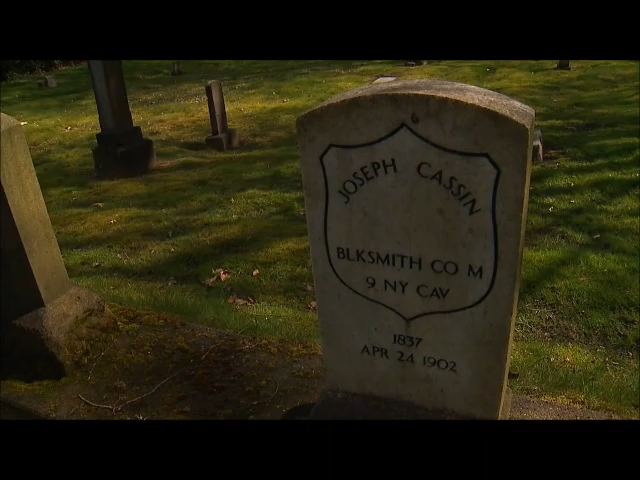 JOSEPH CASSIN
BLKSMITH CO M
9 NY CAV
1837
APR 24 1902